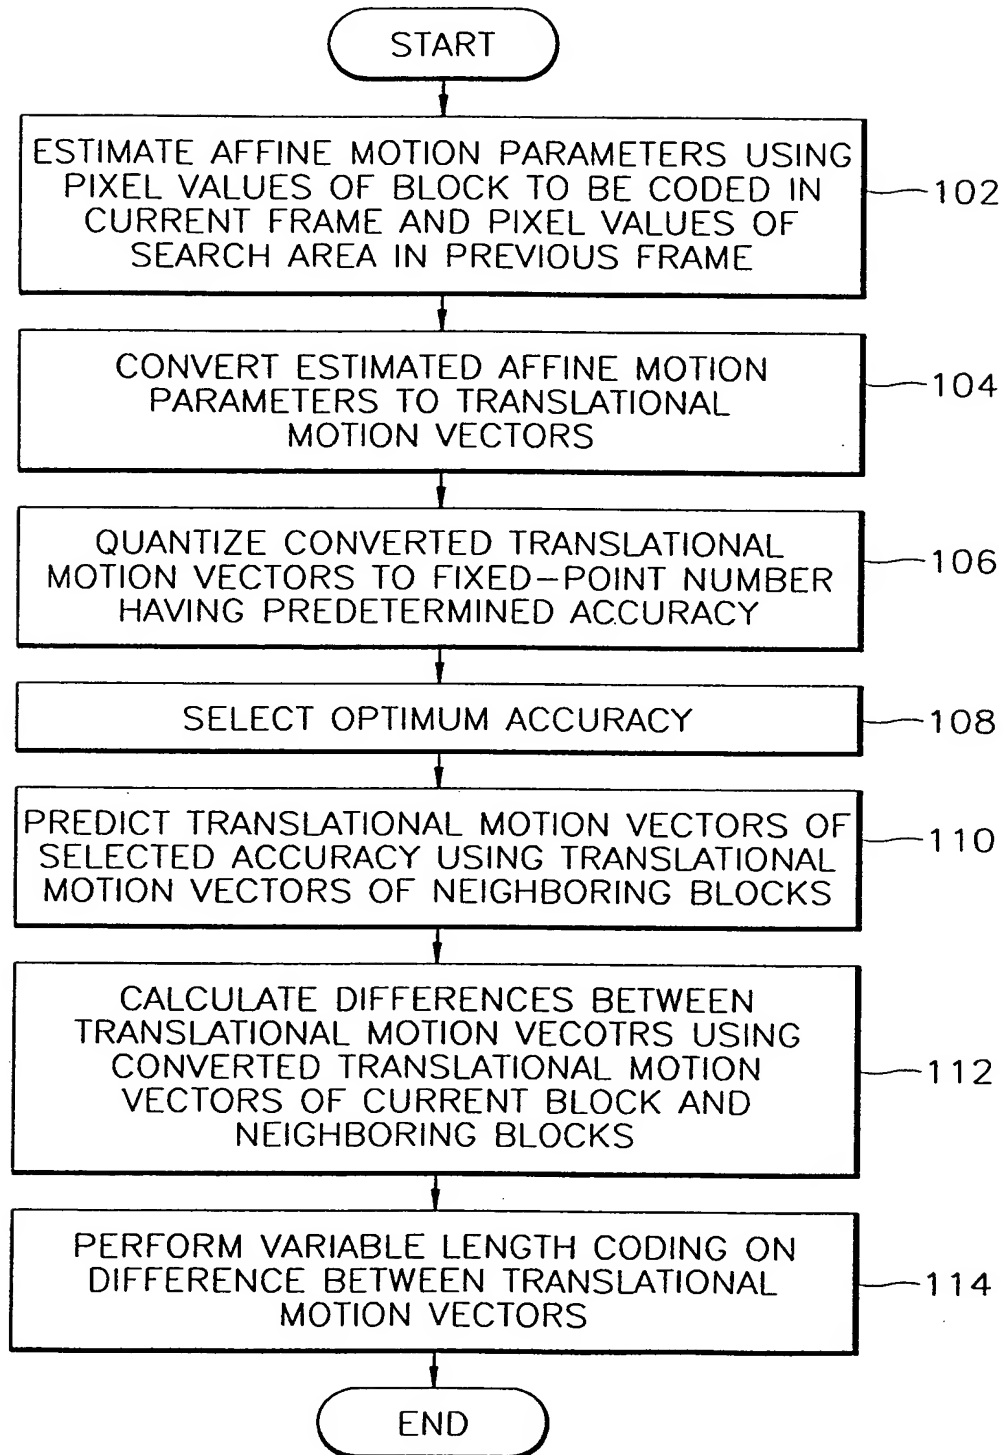 START
ESTIMATE AFFINE MOTION PARAMETERS USING
PIXEL VALUES OF BLOCK TO BE CODED IN
CURRENT FRAME AND PIXEL VALUES OF
SEARCH AREA IN PREVIOUS FRAME
102
CONVERT ESTIMATED AFFINE MOTION
PARAMETERS TO TRANSLATIONAL
MOTION VECTORS
104
QUANTIZE CONVERTED TRANSLATIONAL
MOTION VECTORS TO FIXED-POINT NUMBER
HAVING PREDETERMINED ACCURACY
106
SELECT OPTIMUM ACCURACY
108
PREDICT TRANSLATIONAL MOTION VECTORS OF
SELECTED ACCURACY USING TRANSLATIONAL
MOTION VECTORS OF NEIGHBORING BLOCKS
110
CALCULATE DIFFERENCES BETWEEN
TRANSLATIONAL MOTION VECOTRS USING
CONVERTED TRANSLATIONAL MOTION
VECTORS OF CURRENT BLOCK AND
NEIGHBORING BLOCKS
112
PERFORM VARIABLE LENGTH CODING ON
DIFFERENCE BETWEEN TRANSLATIONAL
MOTION VECTORS
114
END